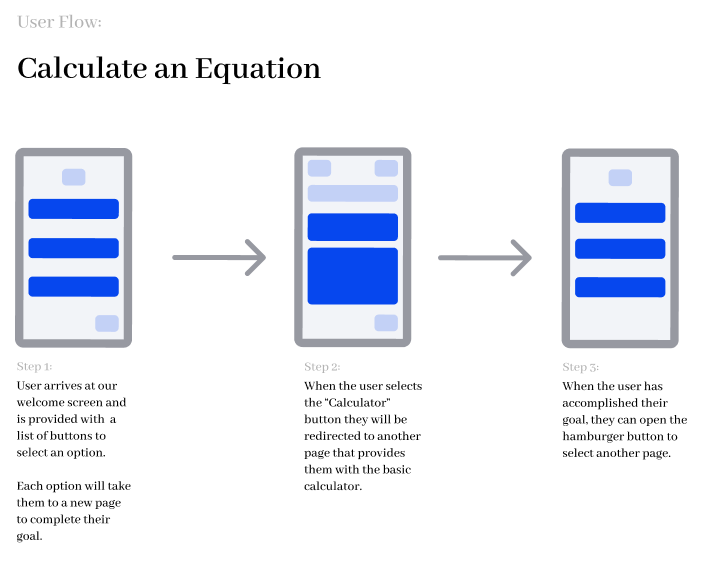 User Flow:
Calculate an Equation
Step 1:
User arrives at our
welcome screen and
is provided with a
list of buttons to
select an option.
Each option will take
them to a new page
to complete their
goal.
Step 2:
When the user selects
the "Calculator"
button they will be
redirected to another
page that provides
them with the basic
calculator.
Step 3:
When the user has
accomplished their
goal, they can open the
hamburger button to
select another page.